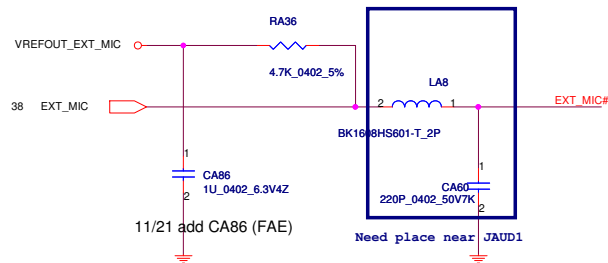 RA36
VREFOUT_EXT_MIC
4.7K_0402_5%
LA8
38 EXT_MIC
2 1
EXT_MIC#
BK1608HS601-T_2P
1
CA86
1U_0402_6.3V4Z
2
1
CA60
220P_0402_50V7K
2
11/21 add CA86 (FAE)
Need place near JAUD1